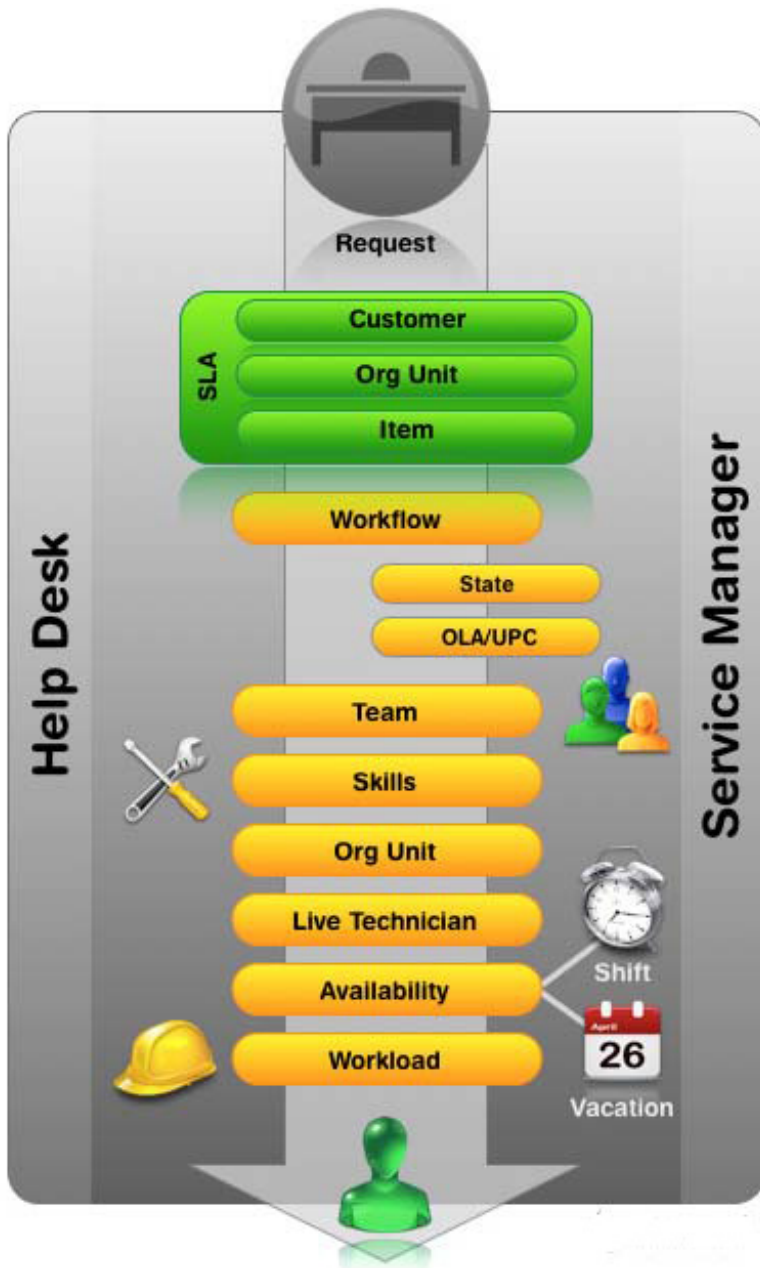 Request
SLA
Customer
Org Unit
Item
Workflow
State
OLA/UPC
Help Desk
Service Manager
Team
Skills
Org Unit
Live Technician
Availability
Shift
Workload
April
26
Vacation